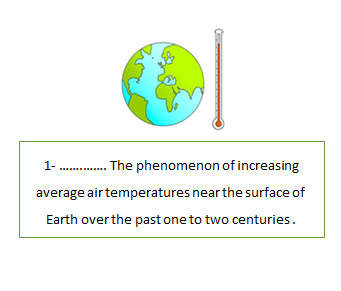 1- .............. The phenomenon of increasing
average air temperatures near the surface of
Earth over the past one to two centuries .